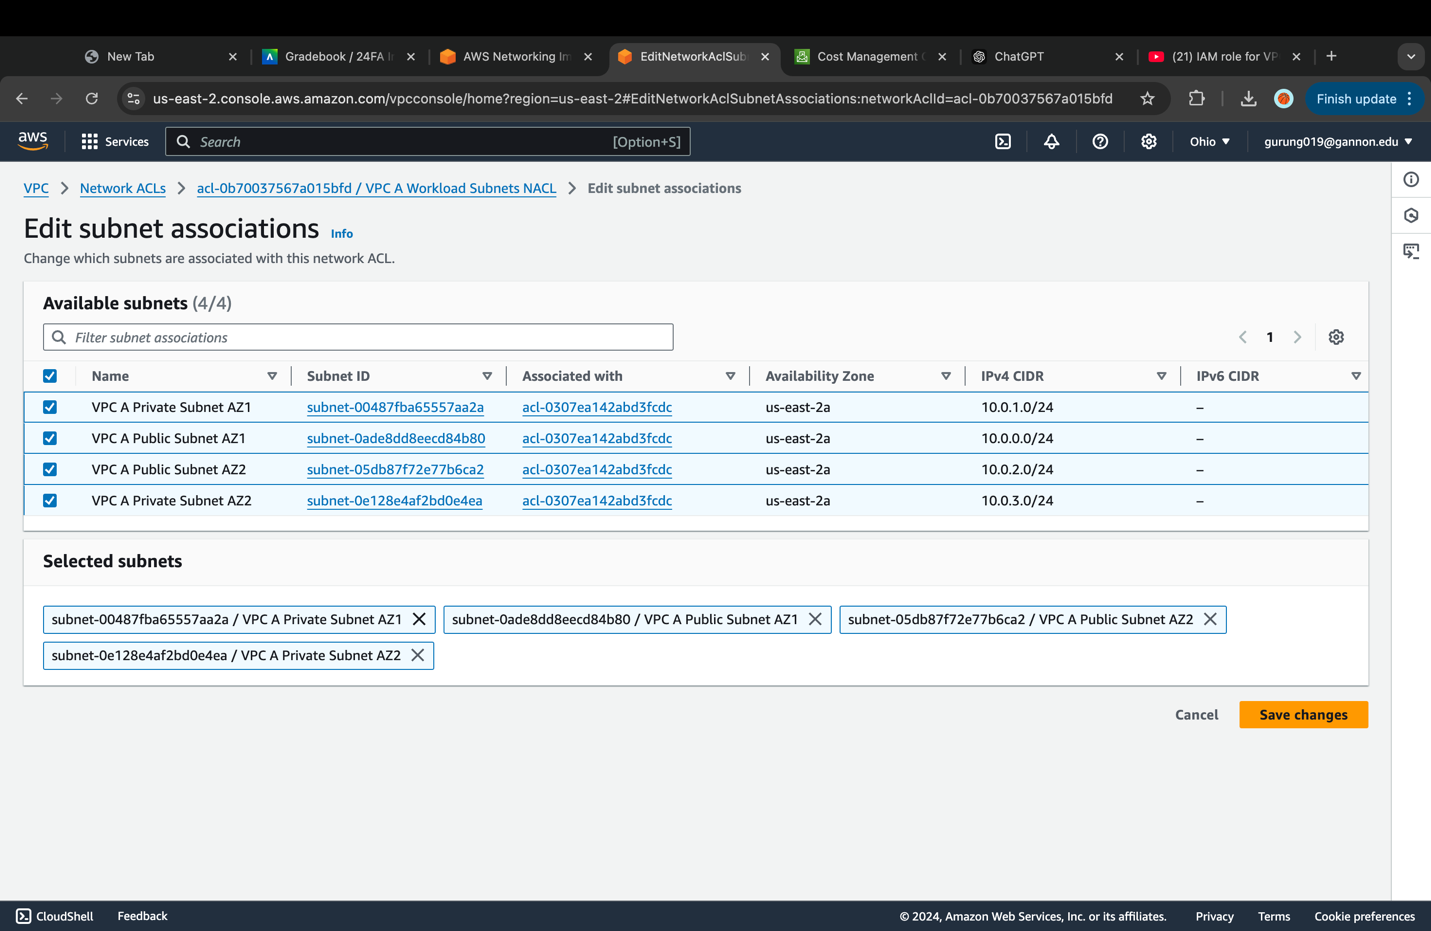 New Tab
Gradebook / 24FA I
AWS Networking Im
EditNetworkAclSub
Cost Management
ChatGPT
(21) IAM role for VP
us-east-2.console.aws.amazon.com/vpcconsole/home?region=us-east-2#EditNetworkAclSubnetAssociations:networkAclId=acl-0b70037567a015bfd
Finish update
aws
Services
Search
[Option+S]
Ohio
gurung019@gannon.edu
VPC
Network ACLs
acl-0b70037567a015bfd / VPC A Workload Subnets NACL
Edit subnet associations
Edit subnet associations Info
Change which subnets are associated with this network ACL.
Available subnets (4/4)
Filter subnet associations
1
Name Subnet ID Associated with Availability Zone IPv4 CIDR IPv6 CIDR
VPC A Private Subnet AZ1 subnet-00487fba65557aa2a acl-0307ea142abd3fcdc us-east-2a 10.0.1.0/24 –
VPC A Public Subnet AZ1 subnet-0ade8dd8eecd84b80 acl-0307ea142abd3fcdc us-east-2a 10.0.0.0/24 –
VPC A Public Subnet AZ2 subnet-05db87f72e77b6ca2 acl-0307ea142abd3fcdc us-east-2a 10.0.2.0/24 –
VPC A Private Subnet AZ2 subnet-0e128e4af2bd0e4ea acl-0307ea142abd3fcdc us-east-2a 10.0.3.0/24 –
Selected subnets
subnet-00487fba65557aa2a / VPC A Private Subnet AZ1
subnet-0ade8dd8eecd84b80 / VPC A Public Subnet AZ1
subnet-05db87f72e77b6ca2 / VPC A Public Subnet AZ2
subnet-0e128e4af2bd0e4ea / VPC A Private Subnet AZ2
Cancel
Save changes
CloudShell
Feedback
© 2024, Amazon Web Services, Inc. or its affiliates.
Privacy
Terms
Cookie preferences